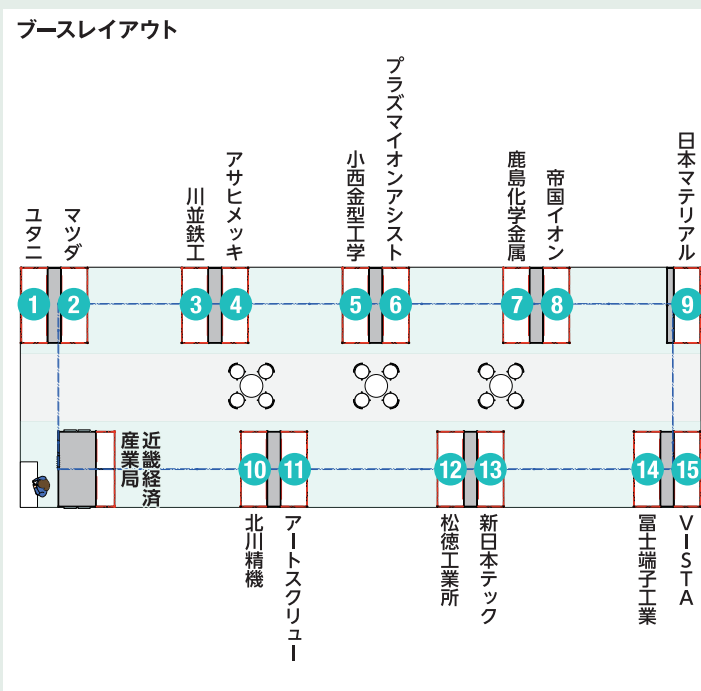 ブースレイアウト
ユタニ
マツダ
川並鉄工
アサヒメッキ
小西金型工学
プラズマイオンアシスト
鹿島化学金属
帝国イオン
日本マテリアル
1
2
3
4
5
6
7
8
9
近畿経済
産業局
10
11
12
13
14
15
北川精機
アートスクリュー
松徳工業所
新日本テック
冨士端子工業
VISTA